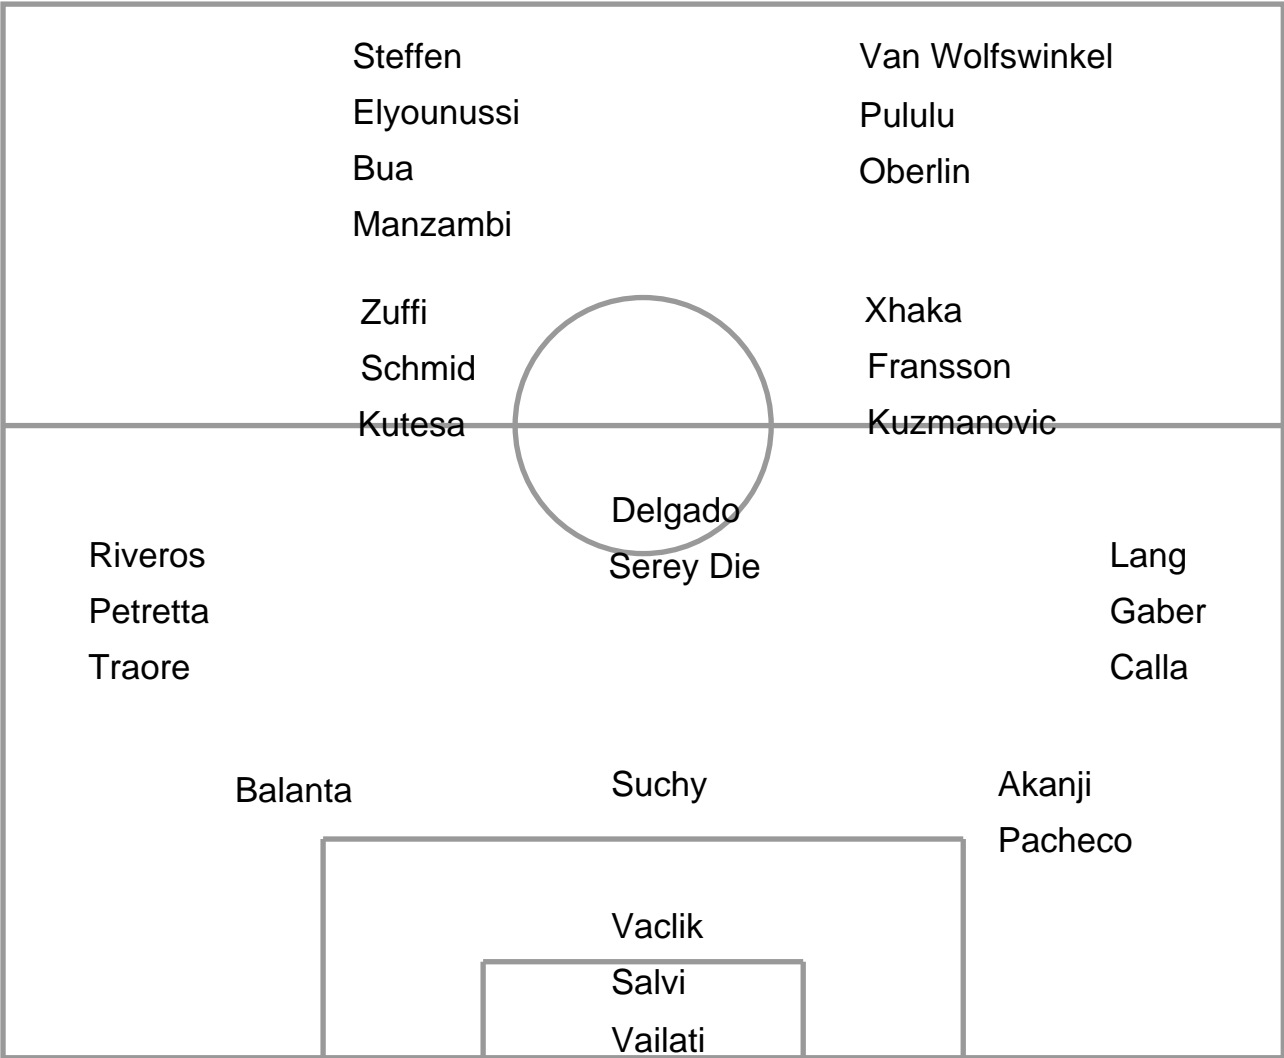 Steffen
Elyounussi
Bua
Manzambi
Van Wolfswinkel
Pululu
Oberlin
Zuffi
Schmid
Kutesa
Xhaka
Fransson
Kuzmanovic
Delgado
Serey Die
Riveros
Petretta
Traore
Lang
Gaber
Calla
Balanta
Suchy
Akanji
Pacheco
Vaclik
Salvi
Vailati